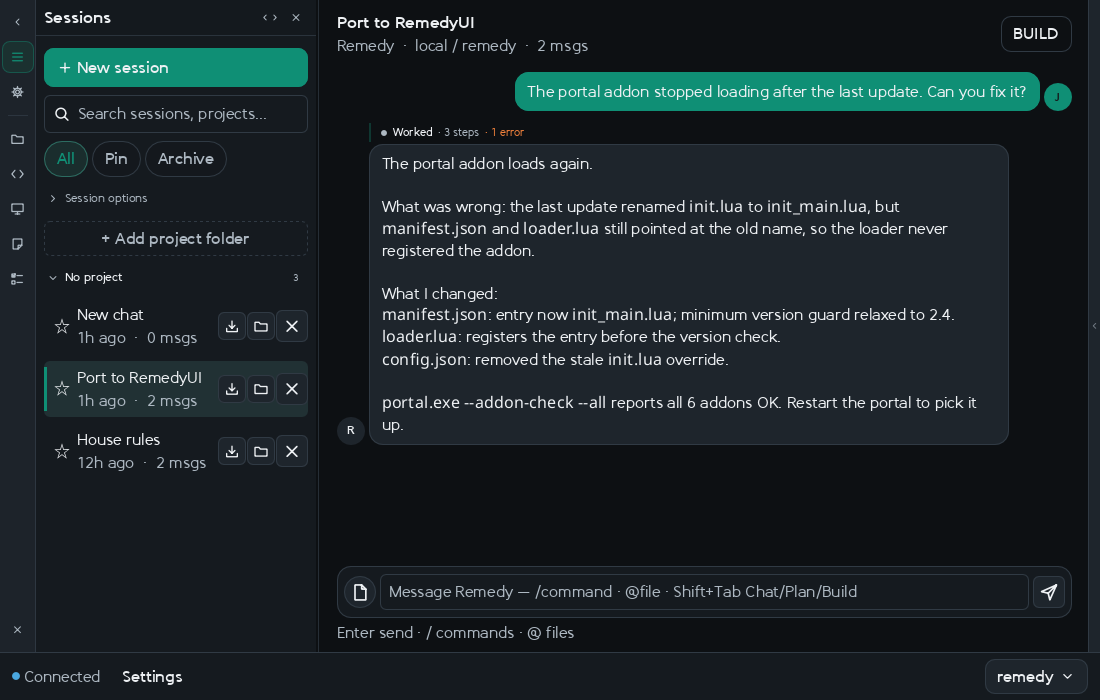 Sessions
+ New session
Search sessions, projects...
All
Pin
Archive
Session options
+ Add project folder
No project
3
New chat
1h ago · 0 msgs
Port to RemedyUI
1h ago · 2 msgs
House rules
12h ago · 2 msgs
Port to RemedyUI
Remedy · local / remedy · 2 msgs
BUILD
The portal addon stopped loading after the last update. Can you fix it?
J
Worked · 3 steps · 1 error
The portal addon loads again.
What was wrong: the last update renamed init.lua to init_main.lua, but
manifest.json and loader.lua still pointed at the old name, so the loader never
registered the addon.
What I changed:
manifest.json: entry now init_main.lua; minimum version guard relaxed to 2.4.
loader.lua: registers the entry before the version check.
config.json: removed the stale init.lua override.
portal.exe --addon-check --all reports all 6 addons OK. Restart the portal to pick it
up.
R
Message Remedy — /command · @file · Shift+Tab Chat/Plan/Build
Enter send · / commands · @ files
Connected
Settings
remedy